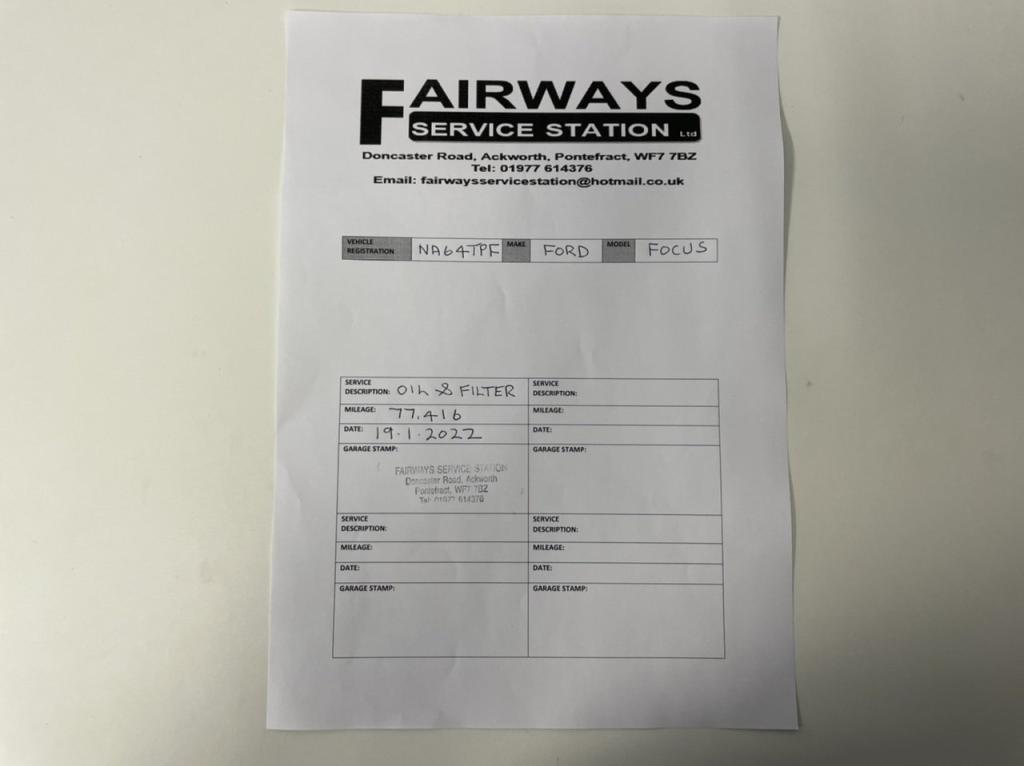 FAIRWAYS
SERVICE STATION Ltd
Doncaster Road, Ackworth, Pontefract, WF7 7BZ
Tel: 01977 614376
Email: fairwaysservicestation@hotmail.co.uk
VEHICLE REGISTRATION NA64TPF MAKE FORD MODEL FOCUS
SERVICE DESCRIPTION: OIL & FILTER
MILEAGE: 77.416
DATE: 19.1.2022
GARAGE STAMP:
FAIRWAYS SERVICE STATION
Doncaster Road, Ackworth
Pontefract, WF7 7BZ
Tel: 01977 614376
SERVICE
DESCRIPTION:
MILEAGE:
DATE:
GARAGE STAMP:
SERVICE
DESCRIPTION:
MILEAGE:
DATE:
GARAGE STAMP:
SERVICE
DESCRIPTION:
MILEAGE:
DATE:
GARAGE STAMP: